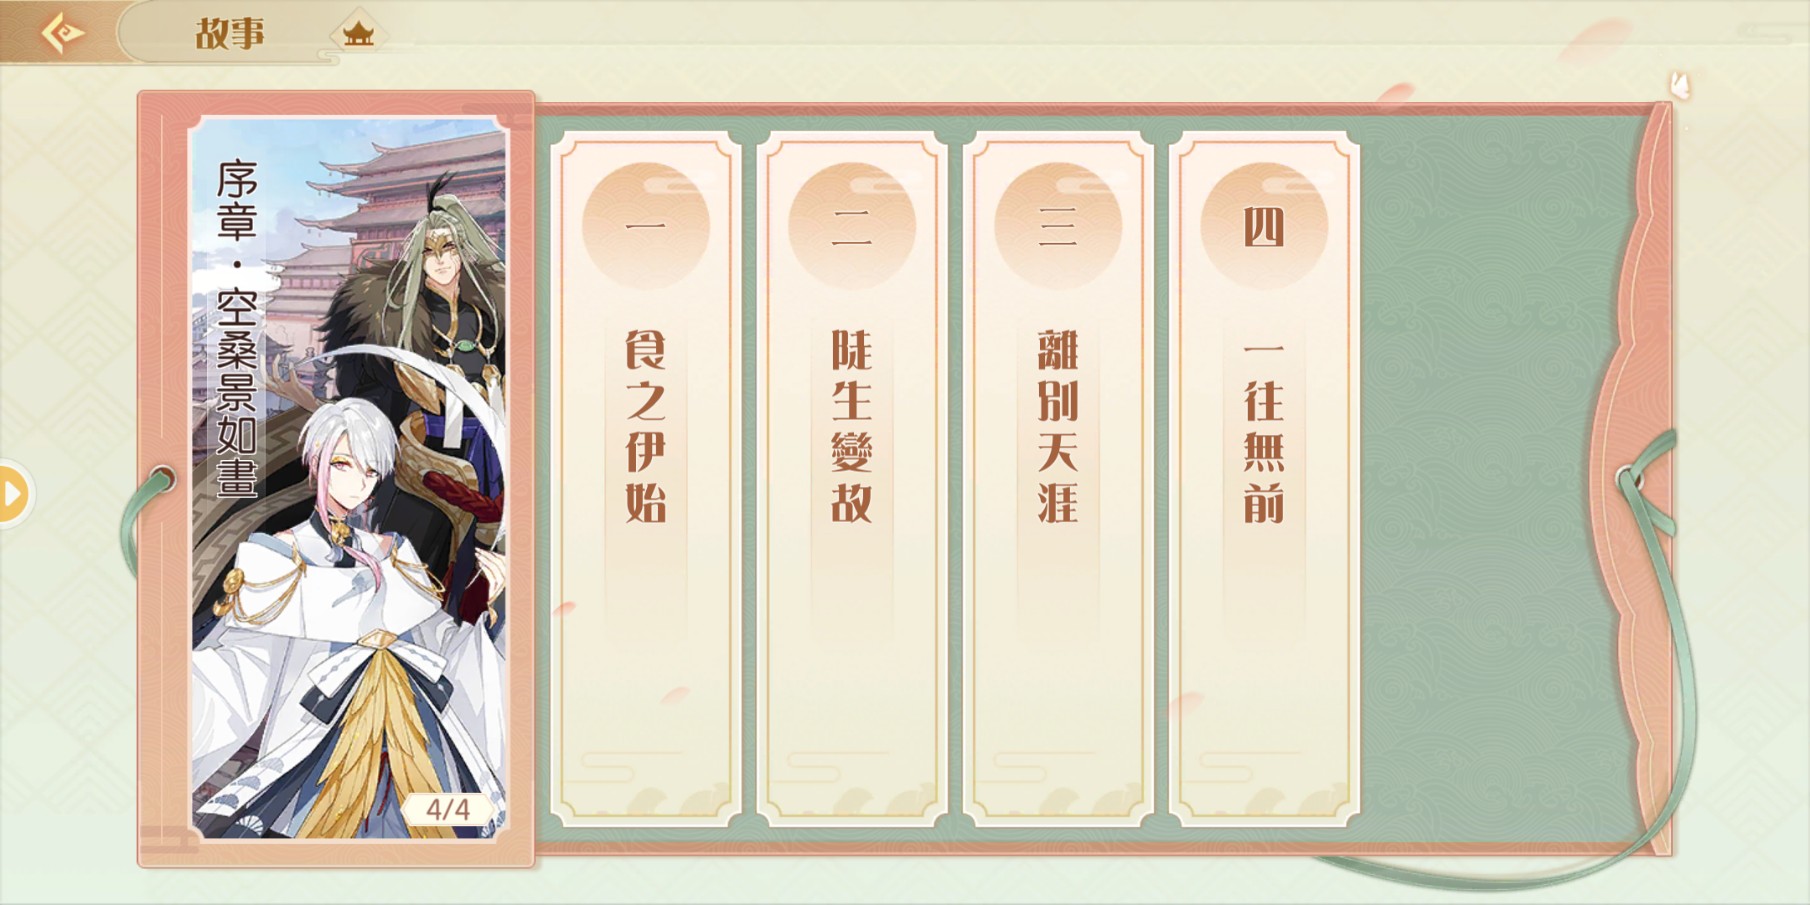 故事
序章·空桑景如畫
4/4
一
食之伊始
二
陡生變故
三
離別天涯
四
一往無前